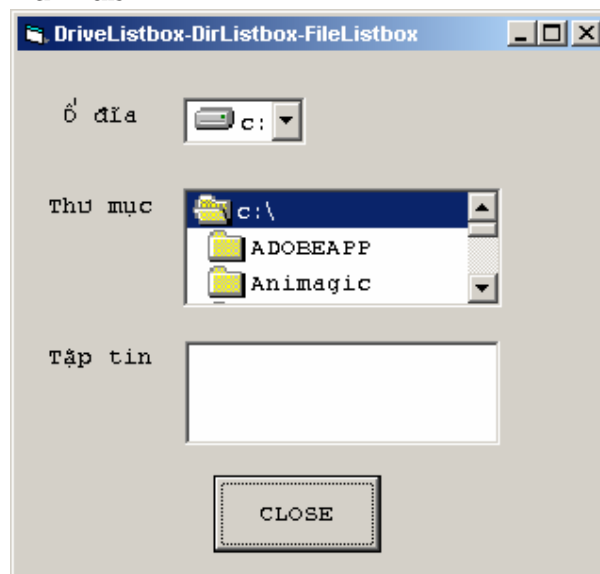 DriveListbox-DirListbox-FileListbox
Ổ đĩa
c:
Thư mục
c:\
ADOBEAPP
Animagic
Tập tin
CLOSE